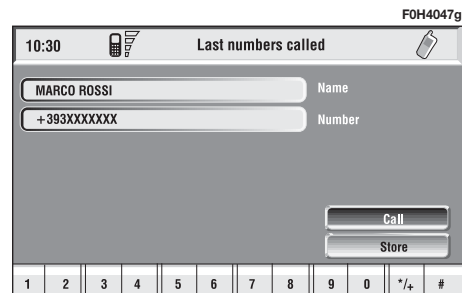 F0H4047g
10:30 Last numbers called
MARCO ROSSI Name
+393XXXXXXX Number
Call
Store
1 2 3 4 5 6 7 8 9 0 */+ #